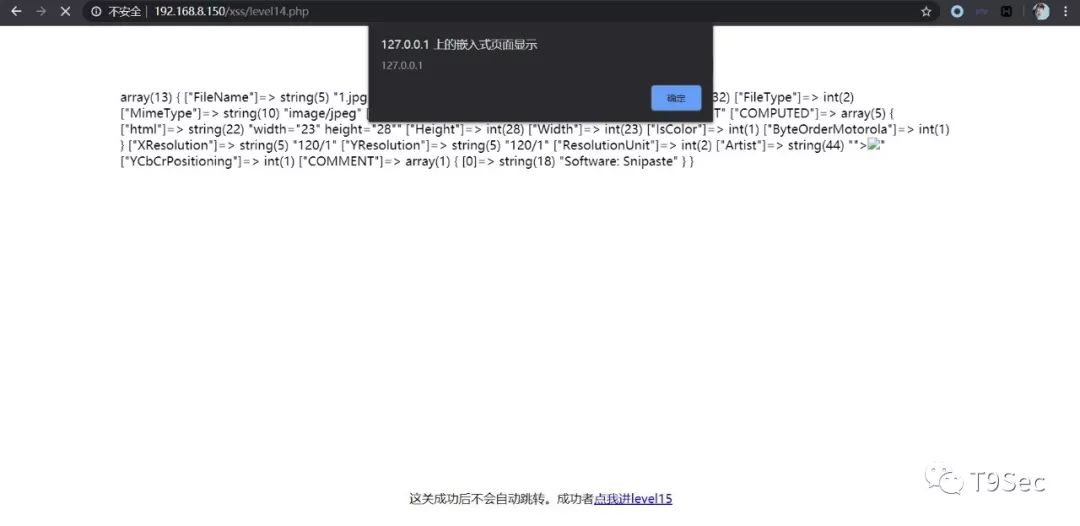 不安全 | 192.168.8.150/xss/level14.php
127.0.0.1 上的嵌入式页面显示
127.0.0.1
确定
array(13) { ["FileName"]=> string(5) "1.jpg 32) ["FileType"]=> int(2)
["MimeType"]=> string(10) "image/jpeg" [ T" ["COMPUTED"]=> array(5) {
["html"]=> string(22) "width="23" height="28"" ["Height"]=> int(28) ["Width"]=> int(23) ["IsColor"]=> int(1) ["ByteOrderMotorola"]=> int(1)
} ["XResolution"]=> string(5) "120/1" ["YResolution"]=> string(5) "120/1" ["ResolutionUnit"]=> int(2) ["Artist"]=> string(44) "">"
["YCbCrPositioning"]=> int(1) ["COMMENT"]=> array(1) { [0]=> string(18) "Software: Snipaste" } }
这关成功后不会自动跳转。成功者点我进level15
T9Sec